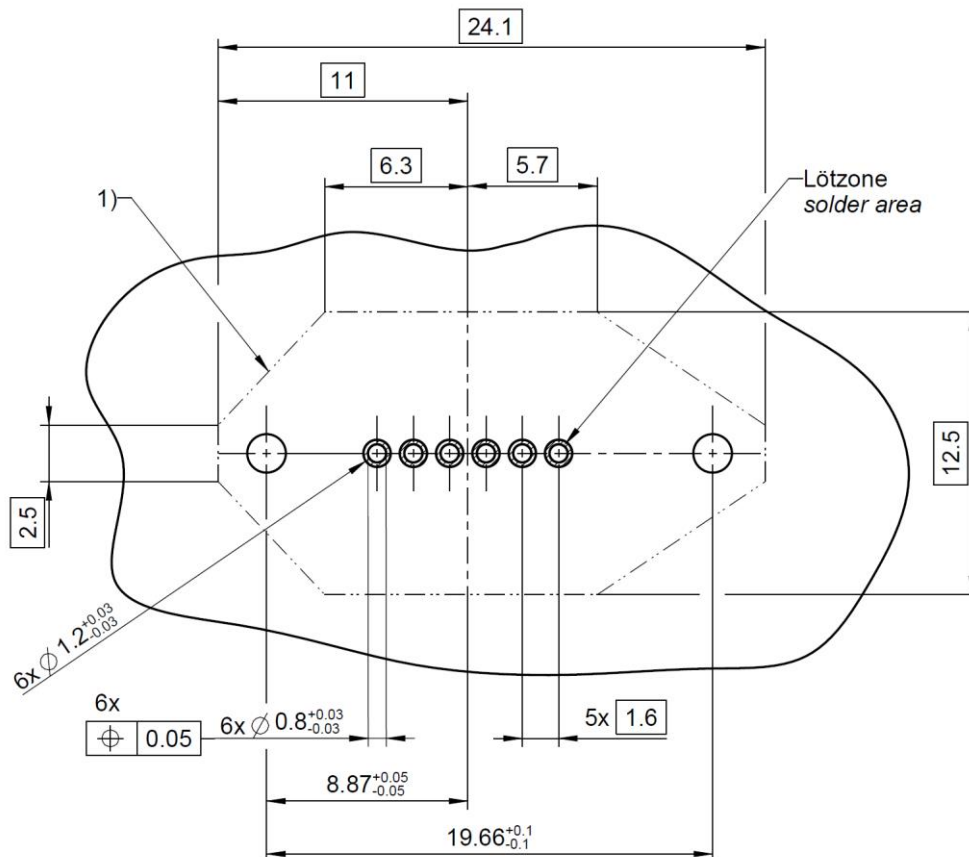 24.1
11
6.3
5.7
1)
Lötzone
solder area
2.5
12.5
6x ⌀ 1.2 +0.03 -0.03
6x
⌖ 0.05
6x ⌀ 0.8 +0.03 -0.03
5x 1.6
8.87 +0.05 -0.05
19.66 +0.1 -0.1